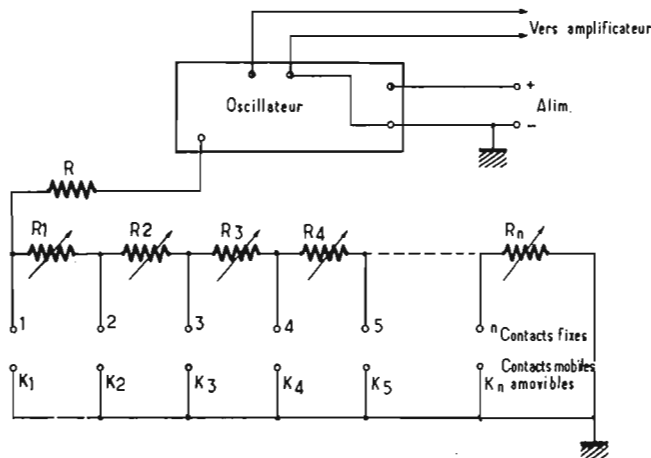 Vers amplificateur
+
Oscillateur
Alim.
–
R
R1 R2 R3 R4 Rn
1 2 3 4 5 n Contacts fixes
K1 K2 K3 K4 K5 Kn Contacts mobiles
amovibles